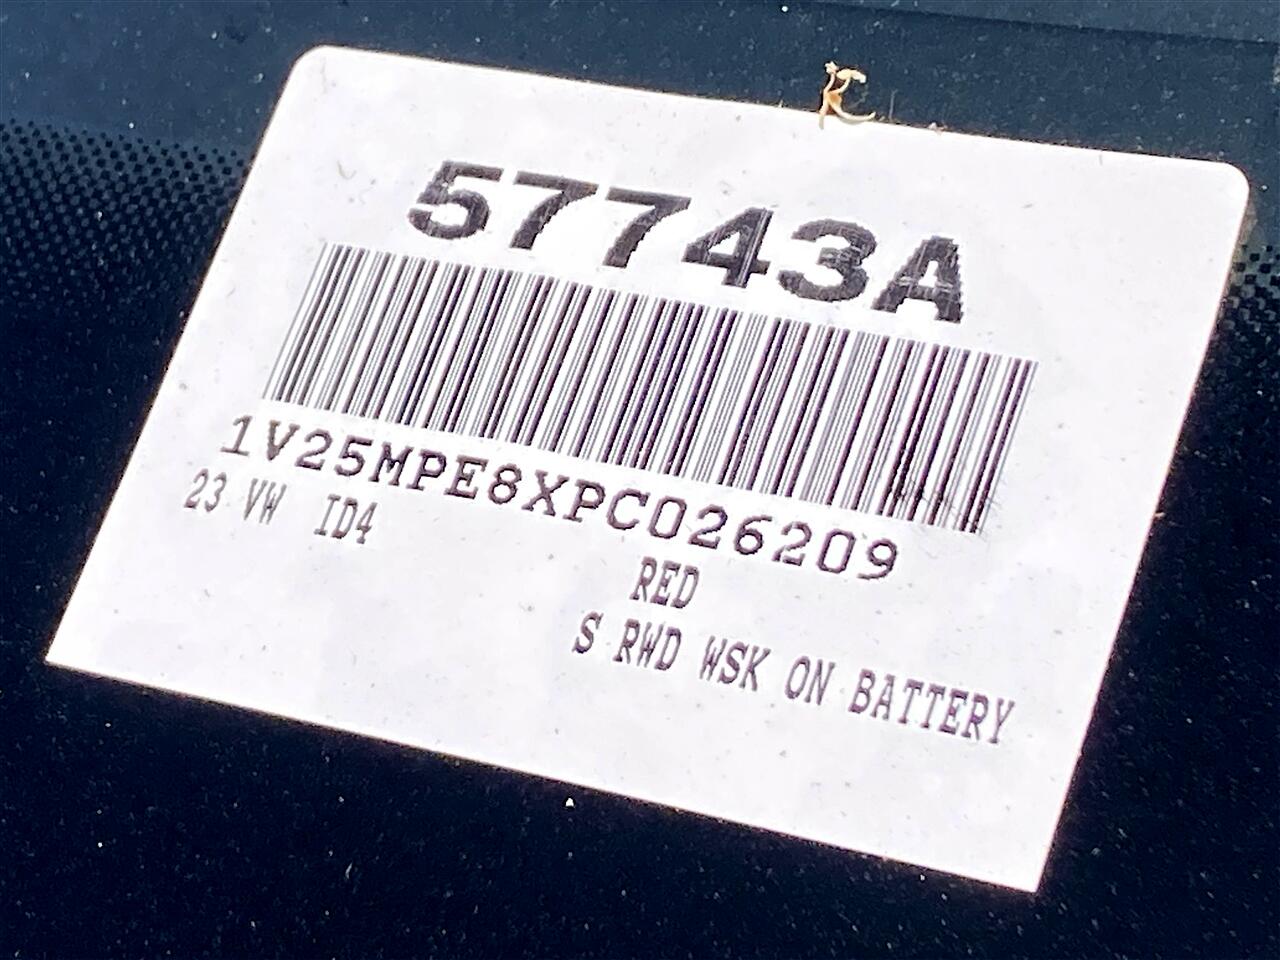 57743A
1V25MPE8XPC026209
23 VW ID4
RED
S RWD WSK ON BATTERY